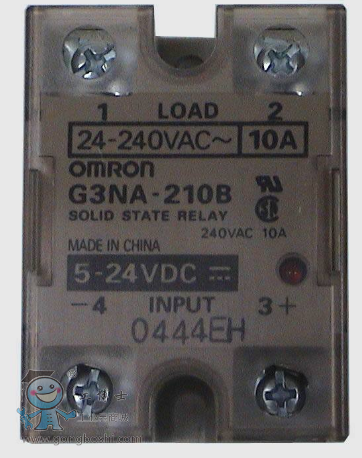 1 LOAD 2
24-240VAC~ 10A
OMRON
G3NA-210B
SOLID STATE RELAY
240VAC 10A
MADE IN CHINA
5-24VDC ⎓
-4 INPUT 3+
0444EH